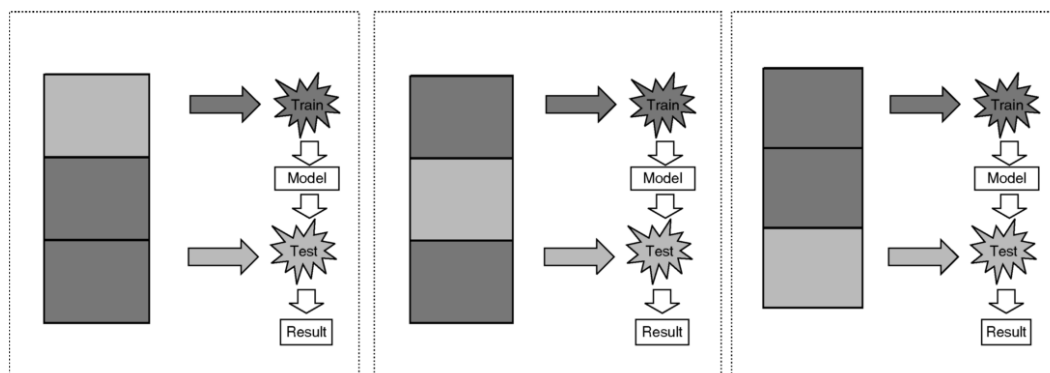 Train
Model
Test
Result
Train
Model
Test
Result
Train
Model
Test
Result